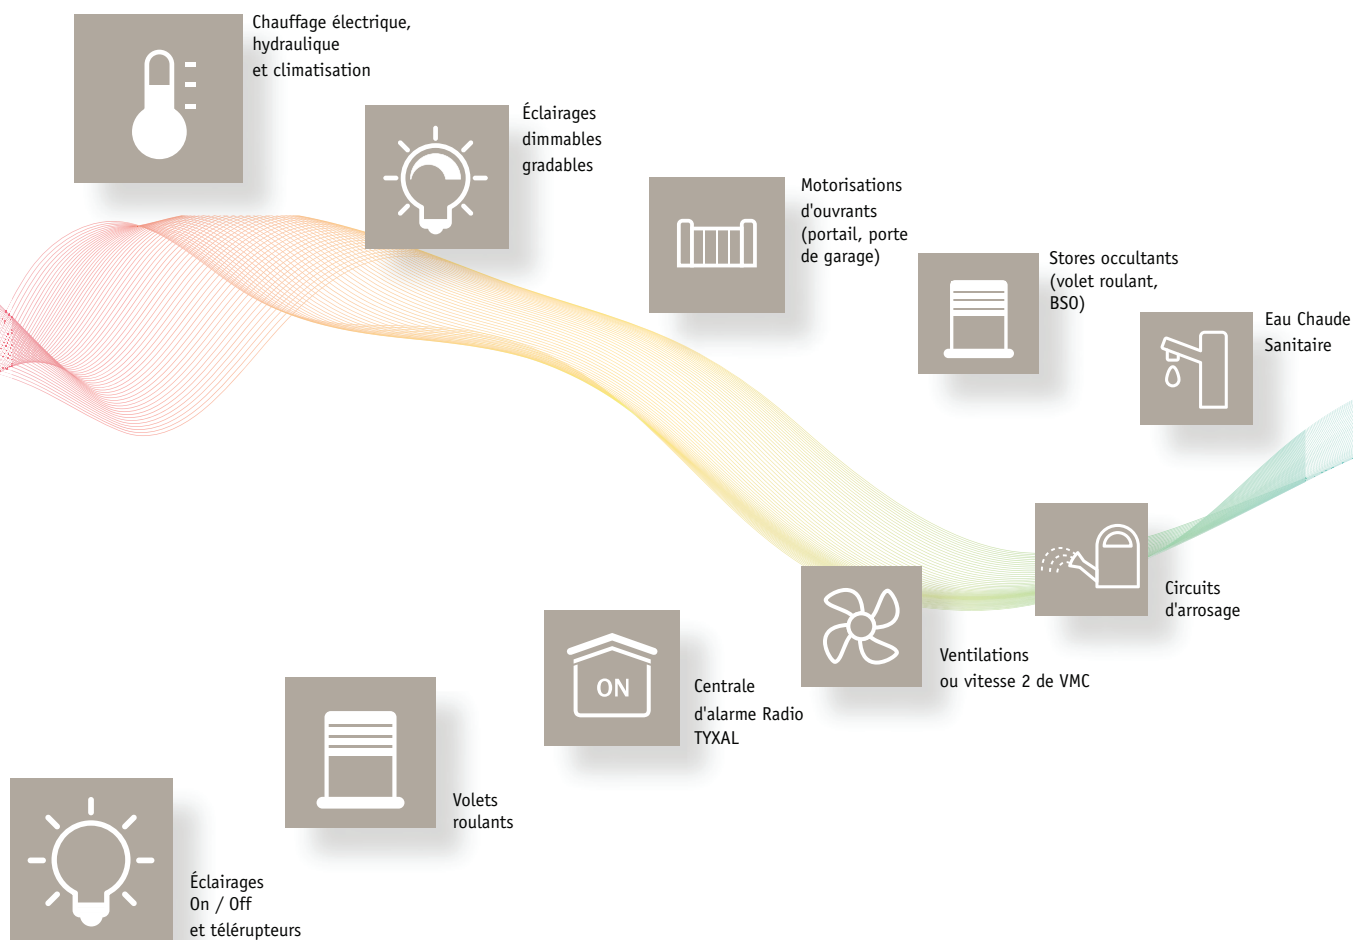 Chauffage électrique,
hydraulique
et climatisation
Éclairages
dimmables
gradables
Motorisations
d'ouvrants
(portail, porte
de garage)
Stores occultants
(volet roulant,
BSO)
Eau Chaude
Sanitaire
Circuits
d'arrosage
Ventilations
ou vitesse 2 de VMC
ON
Centrale
d'alarme Radio
TYXAL
Volets
roulants
Éclairages
On / Off
et télérupteurs